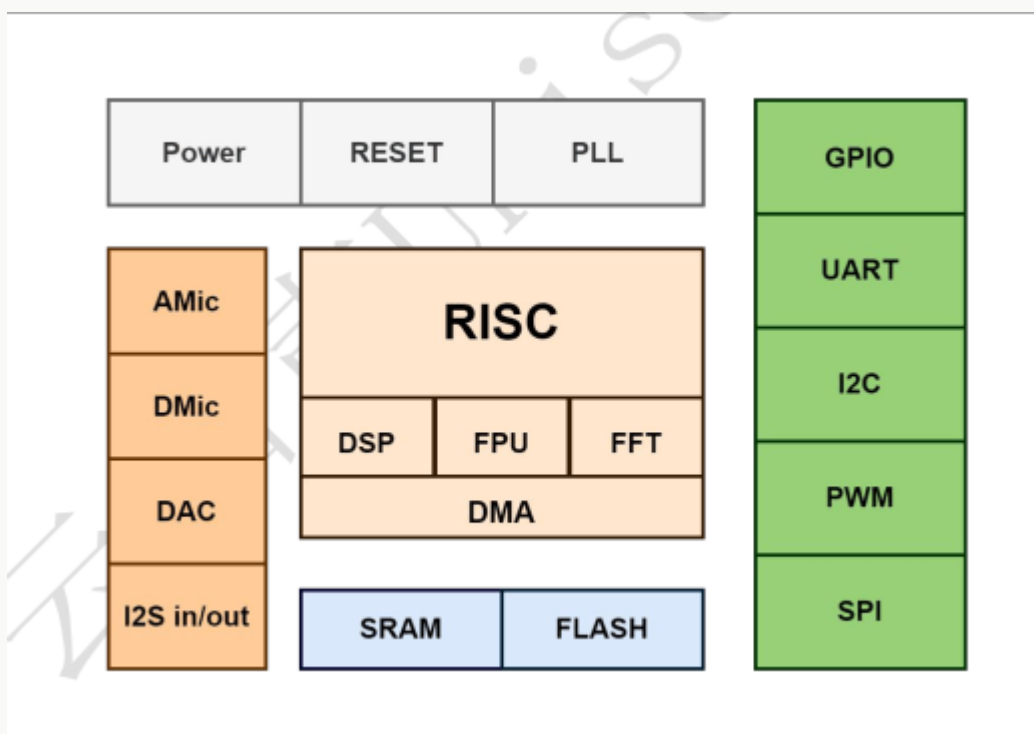 Power RESET PLL
GPIO
UART
I2C
PWM
SPI
AMic
DMic
DAC
I2S in/out
RISC
DSP FPU FFT
DMA
SRAM FLASH